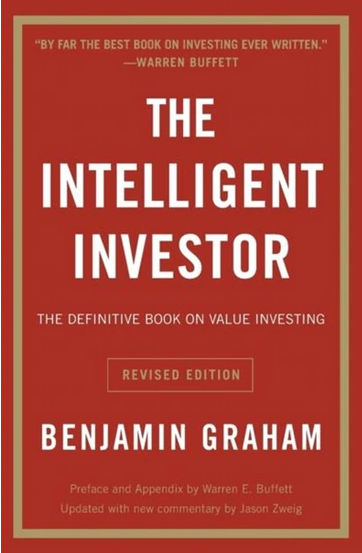 “BY FAR THE BEST BOOK ON INVESTING EVER WRITTEN.”
—WARREN BUFFETT
THE
INTELLIGENT
INVESTOR
THE DEFINITIVE BOOK ON VALUE INVESTING
REVISED EDITION
BENJAMIN GRAHAM
Preface and Appendix by Warren E. Buffett
Updated with new commentary by Jason Zweig